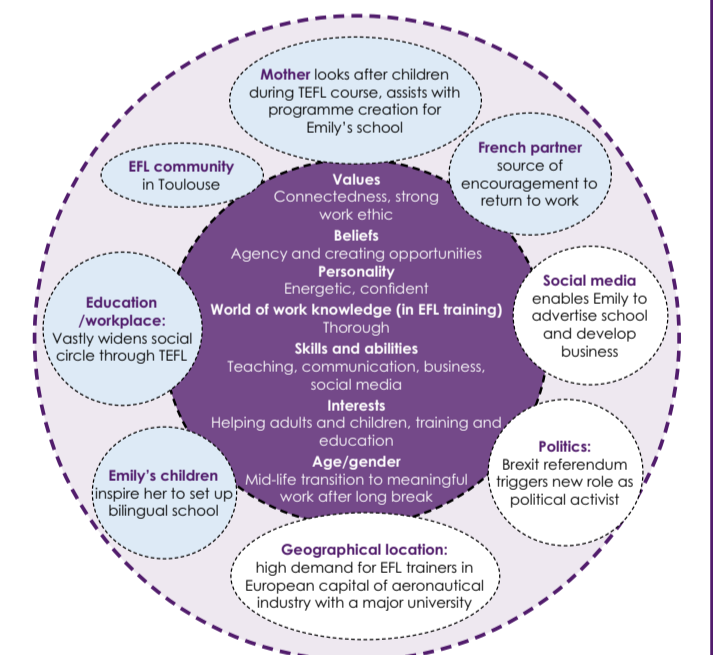 Mother looks after children
during TEFL course, assists with
programme creation for
Emily's school
French partner
source of
encouragement to
return to work
EFL community
in Toulouse
Values
Connectedness, strong
work ethic
Beliefs
Agency and creating opportunities
Personality
Energetic, confident
World of work knowledge (in EFL training)
Thorough
Skills and abilities
Teaching, communication, business,
social media
Interests
Helping adults and children, training and
education
Age/gender
Mid-life transition to meaningful
work after long break
Social media
enables Emily to
advertise school
and develop
business
Education
/workplace:
Vastly widens social
circle through TEFL
Politics:
Brexit referendum
triggers new role as
political activist
Emily's children
inspire her to set up
bilingual school
Geographical location:
high demand for EFL trainers in
European capital of aeronautical
industry with a major university